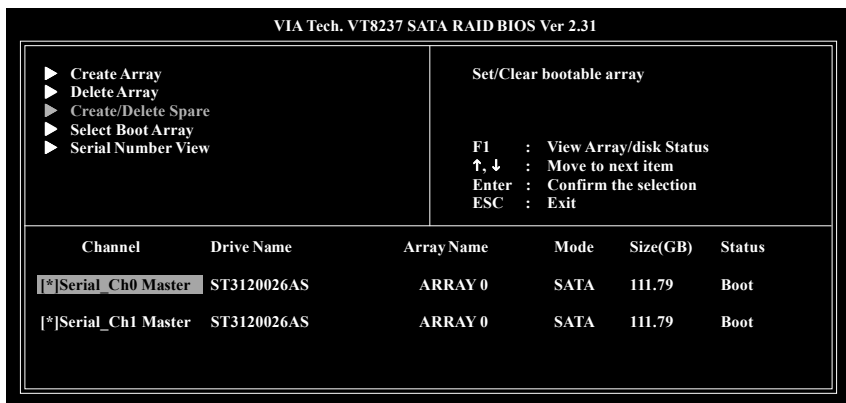 VIA Tech. VT8237 SATA RAID BIOS Ver 2.31
Create Array
Delete Array
Create/Delete Spare
Select Boot Array
Serial Number View
Set/Clear bootable array
F1 : View Array/disk Status
↑, ↓ : Move to next item
Enter : Confirm the selection
ESC : Exit
Channel Drive Name Array Name Mode Size(GB) Status
[*]Serial_Ch0 Master ST3120026AS ARRAY 0 SATA 111.79 Boot
[*]Serial_Ch1 Master ST3120026AS ARRAY 0 SATA 111.79 Boot